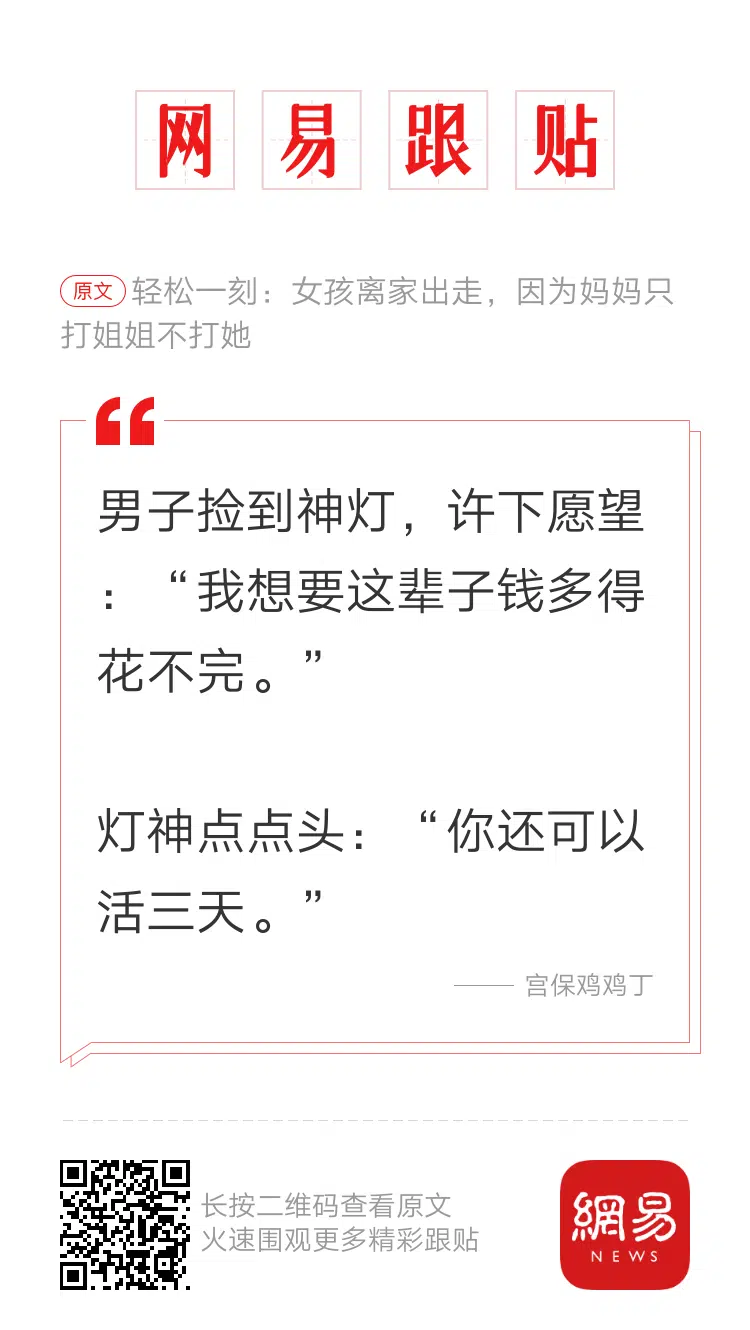 网易跟贴
原文 轻松一刻：女孩离家出走，因为妈妈只
打姐姐不打她
男子捡到神灯，许下愿望
：“我想要这辈子钱多得
花不完。”
灯神点点头：“你还可以
活三天。”
—— 宫保鸡鸡丁
长按二维码查看原文
火速围观更多精彩跟贴
網易
NEWS